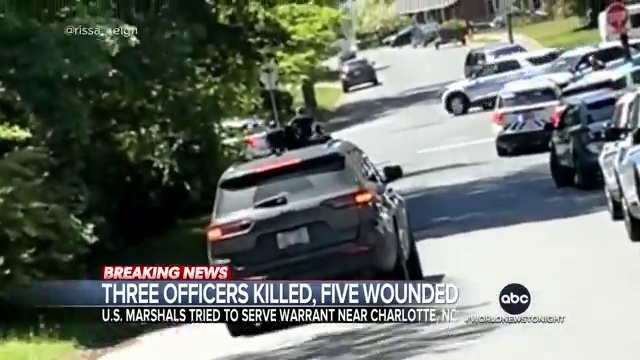 @rissa_reign
BREAKING NEWS
THREE OFFICERS KILLED, FIVE WOUNDED
abc
U.S. MARSHALS TRIED TO SERVE WARRANT NEAR CHARLOTTE, NC
#WORLDNEWSTONIGHT